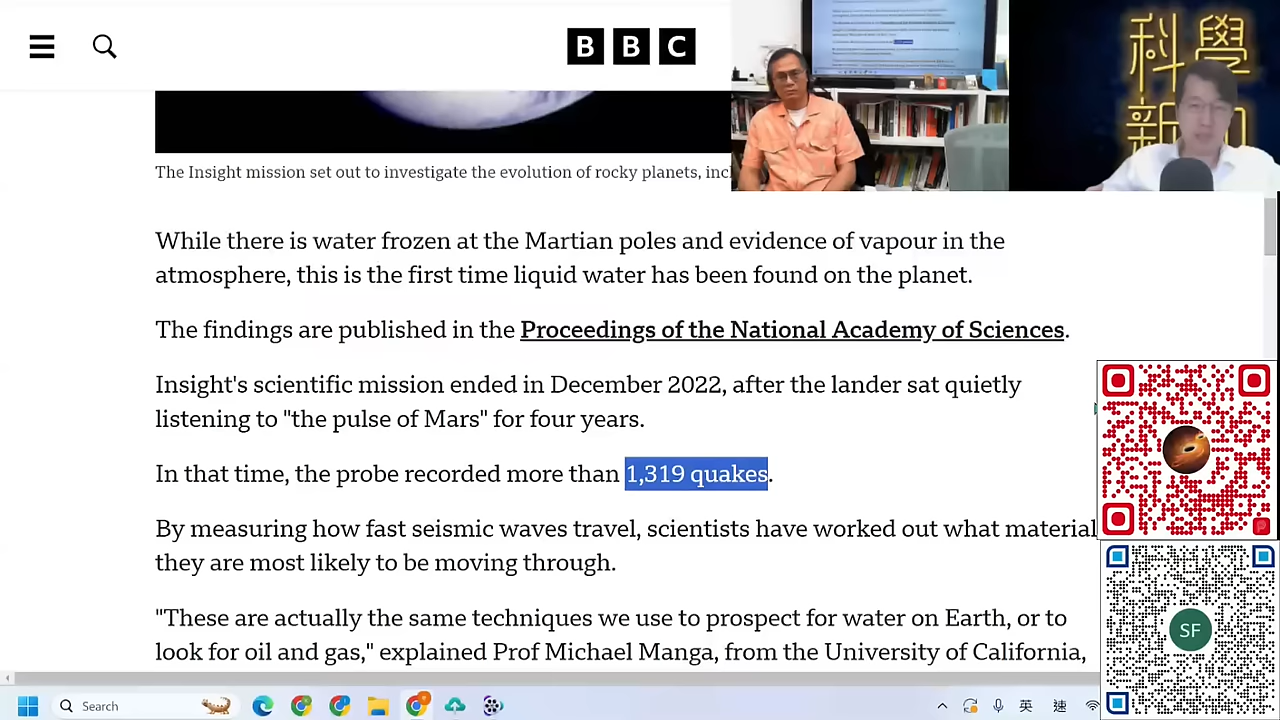 BBC
科學
新
The Insight mission set out to investigate the evolution of rocky planets,
While there is water frozen at the Martian poles and evidence of vapour in the
atmosphere, this is the first time liquid water has been found on the planet.
The findings are published in the Proceedings of the National Academy of Sciences.
Insight's scientific mission ended in December 2022, after the lander sat quietly
listening to "the pulse of Mars" for four years.
In that time, the probe recorded more than 1,319 quakes.
By measuring how fast seismic waves travel, scientists have worked out what material
they are most likely to be moving through.
"These are actually the same techniques we use to prospect for water on Earth, or to
look for oil and gas," explained Prof Michael Manga, from the University of California,
SF
Search
英
速